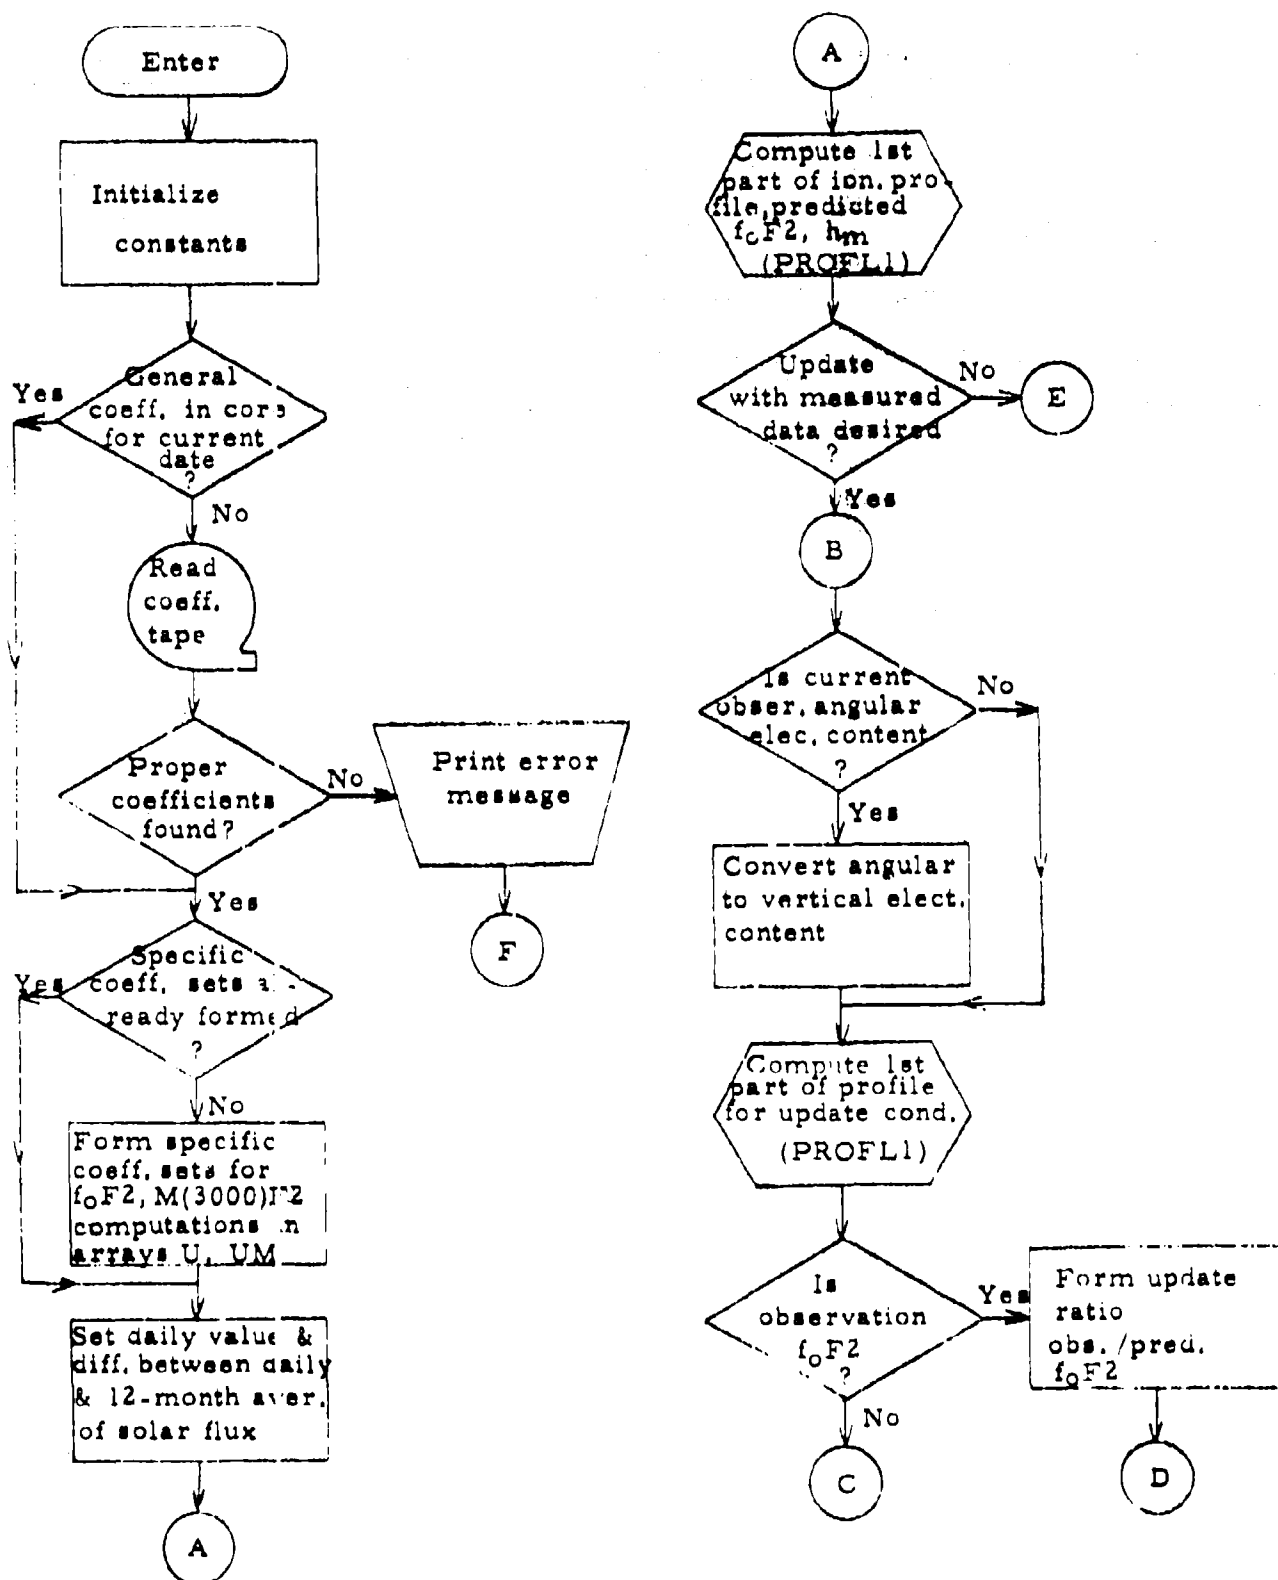 Enter
Initialize
constants
General
coeff. in core
for current
date
?
Yes
No
Read
coeff.
tape
Proper
coefficients
found?
No
Print error
message
F
Yes
Specific
coeff. sets al-
ready formed
?
Yes
No
Form specific
coeff. sets for
foF2, M(3000)F2
computations in
arrays U, UM
Set daily value &
diff. between daily
& 12-month aver.
of solar flux
A
A
Compute 1st
part of ion. pro-
file, predicted
foF2, hm
(PROFL1)
Update
with measured
data desired
?
No
E
Yes
B
Is current
obser. angular
elec. content
?
No
Yes
Convert angular
to vertical elect.
content
Compute 1st
part of profile
for update cond.
(PROFL1)
Is
observation
foF2
?
Yes
Form update
ratio
obs./pred.
foF2
No
C
D